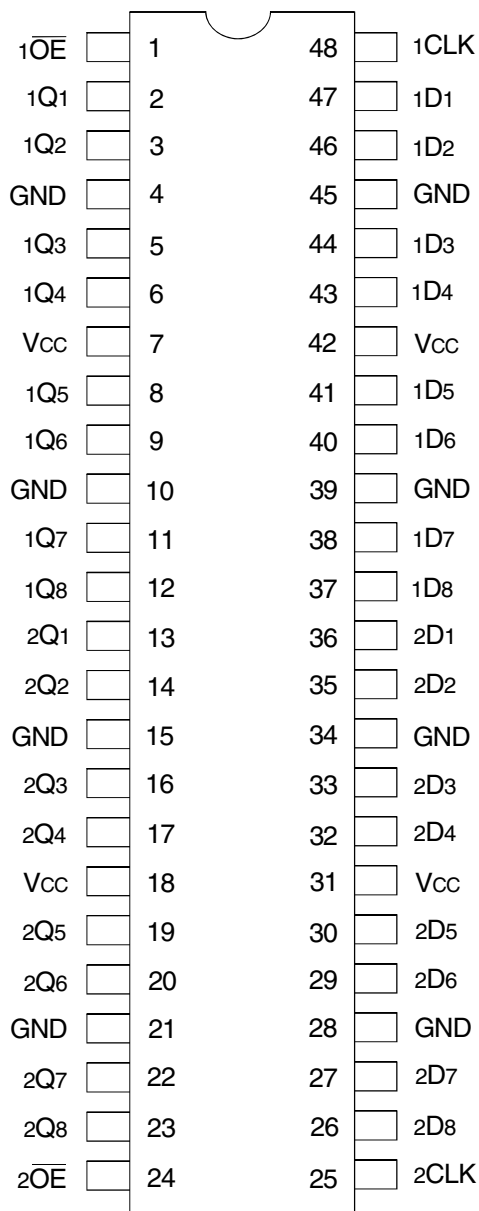 1O̅E̅ 1 48 1CLK
1Q1 2 47 1D1
1Q2 3 46 1D2
GND 4 45 GND
1Q3 5 44 1D3
1Q4 6 43 1D4
VCC 7 42 VCC
1Q5 8 41 1D5
1Q6 9 40 1D6
GND 10 39 GND
1Q7 11 38 1D7
1Q8 12 37 1D8
2Q1 13 36 2D1
2Q2 14 35 2D2
GND 15 34 GND
2Q3 16 33 2D3
2Q4 17 32 2D4
VCC 18 31 VCC
2Q5 19 30 2D5
2Q6 20 29 2D6
GND 21 28 GND
2Q7 22 27 2D7
2Q8 23 26 2D8
2O̅E̅ 24 25 2CLK